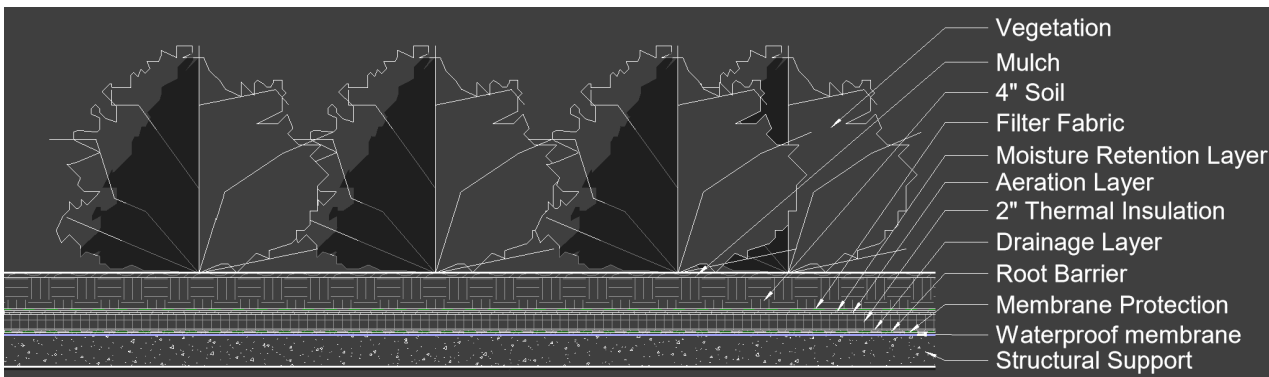 Vegetation
Mulch
4" Soil
Filter Fabric
Moisture Retention Layer
Aeration Layer
2" Thermal Insulation
Drainage Layer
Root Barrier
Membrane Protection
Waterproof membrane
Structural Support